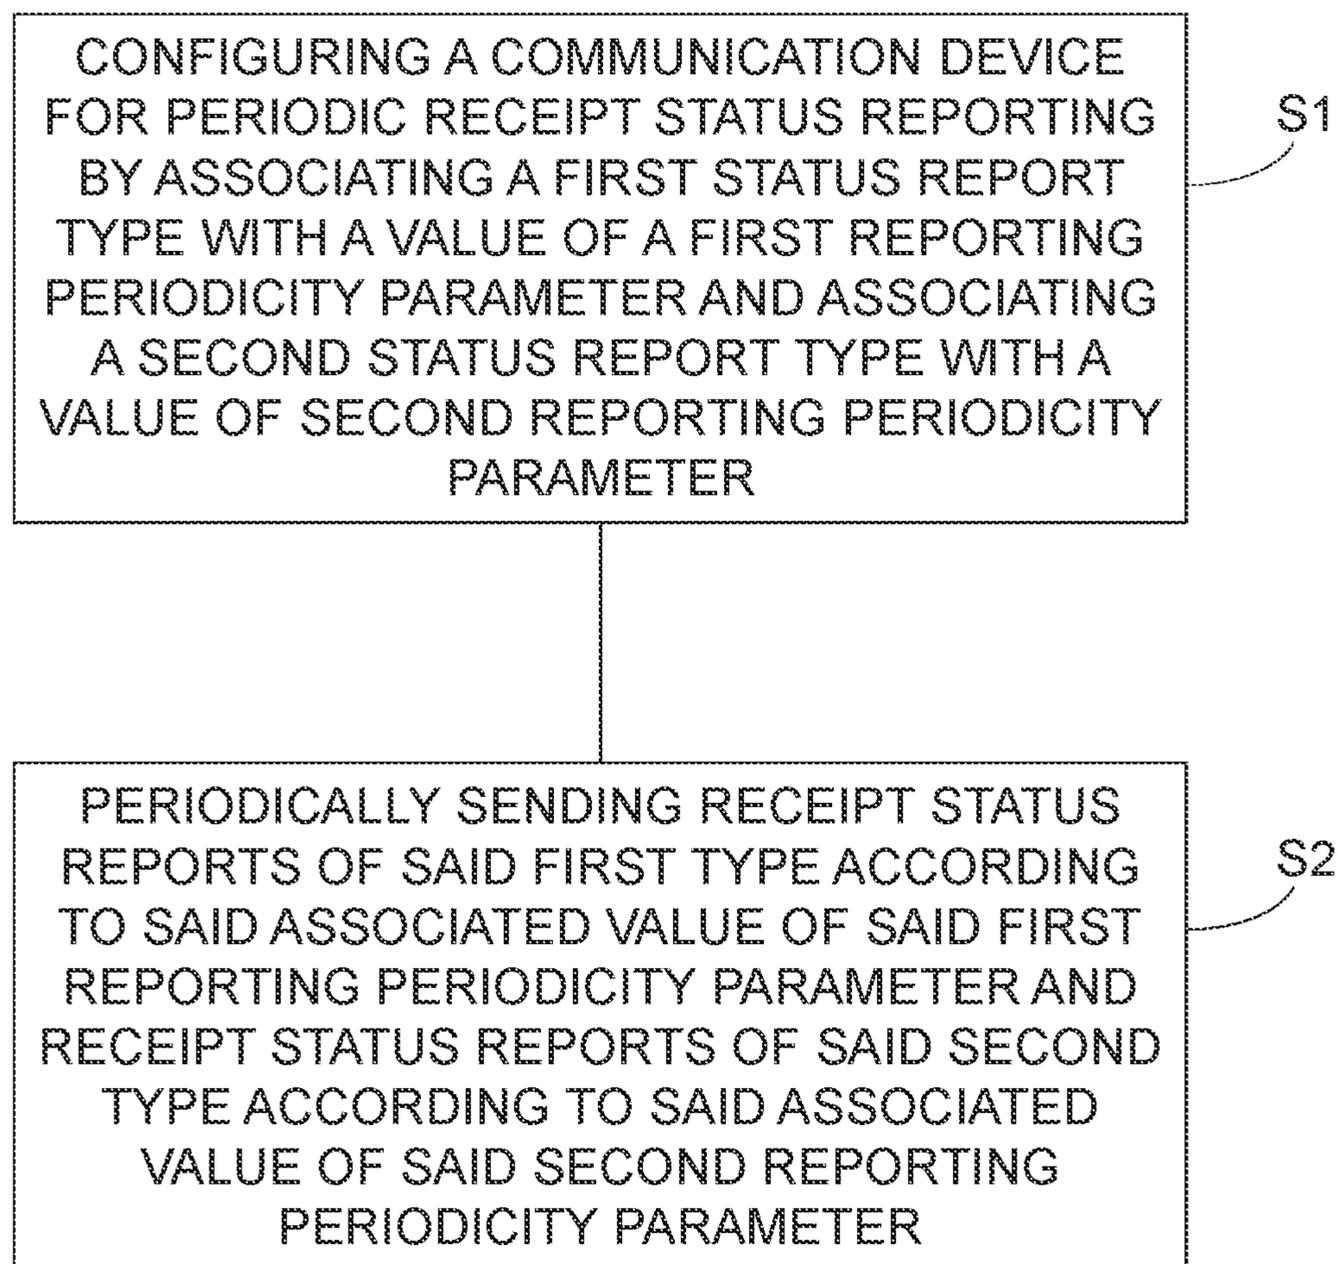 CONFIGURING A COMMUNICATION DEVICE
FOR PERIODIC RECEIPT STATUS REPORTING
BY ASSOCIATING A FIRST STATUS REPORT
TYPE WITH A VALUE OF A FIRST REPORTING
PERIODICITY PARAMETER AND ASSOCIATING
A SECOND STATUS REPORT TYPE WITH A
VALUE OF SECOND REPORTING PERIODICITY
PARAMETER
S1
PERIODICALLY SENDING RECEIPT STATUS
REPORTS OF SAID FIRST TYPE ACCORDING
TO SAID ASSOCIATED VALUE OF SAID FIRST
REPORTING PERIODICITY PARAMETER AND
RECEIPT STATUS REPORTS OF SAID SECOND
TYPE ACCORDING TO SAID ASSOCIATED
VALUE OF SAID SECOND REPORTING
PERIODICITY PARAMETER
S2